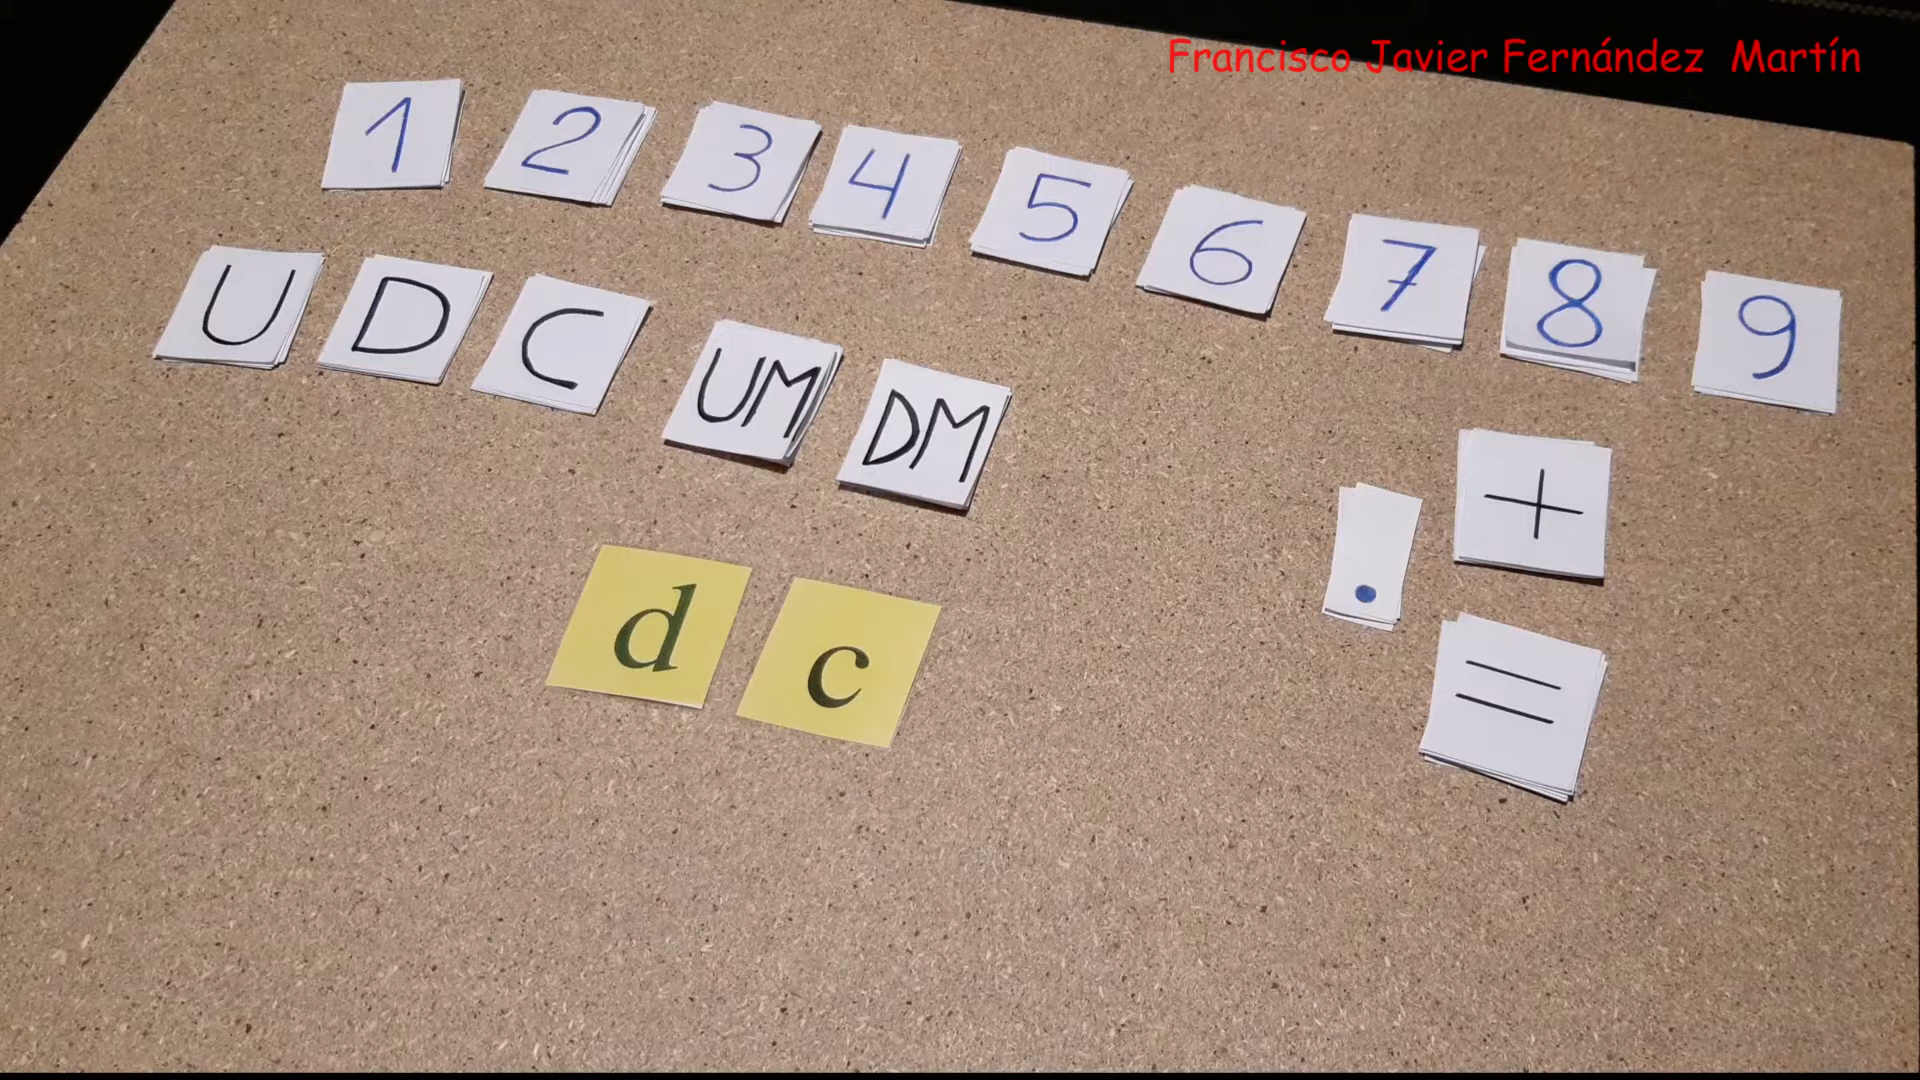 Francisco Javier Fernández Martín
1 2 3 4 5 6 7 8 9
U D C UM DM
. +
d c
=